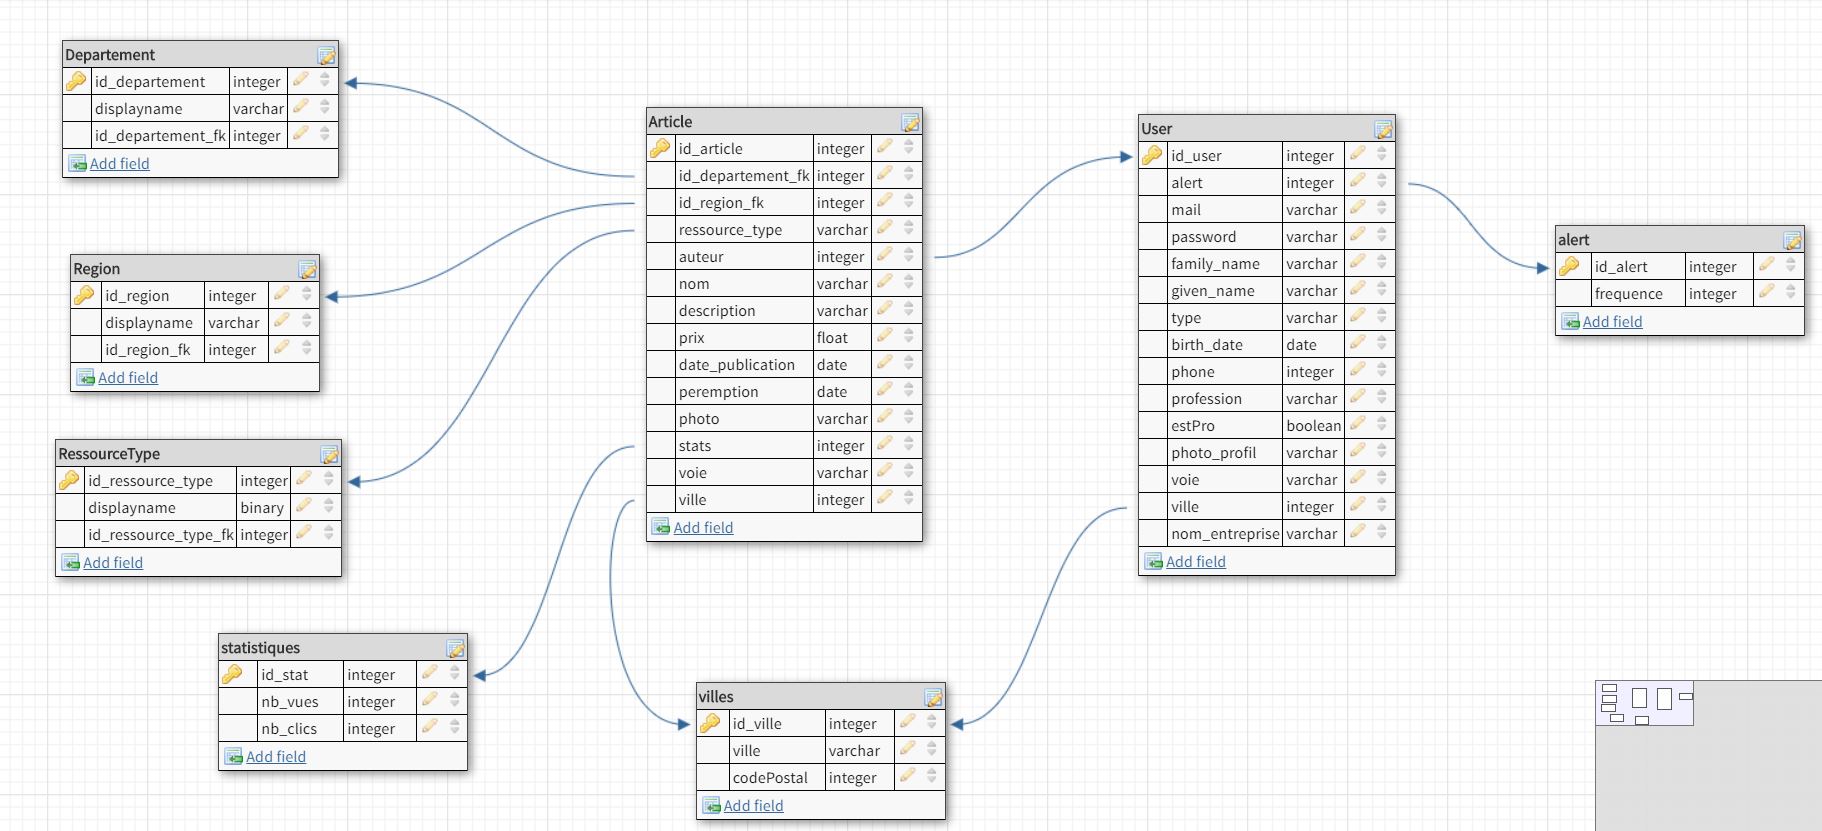 Departement
id_departement integer
displayname varchar
id_departement_fk integer
Add field
Region
id_region integer
displayname varchar
id_region_fk integer
Add field
RessourceType
id_ressource_type integer
displayname binary
id_ressource_type_fk integer
Add field
statistiques
id_stat integer
nb_vues integer
nb_clics integer
Add field
Article
id_article integer
id_departement_fk integer
id_region_fk integer
ressource_type varchar
auteur integer
nom varchar
description varchar
prix float
date_publication date
peremption date
photo varchar
stats integer
voie varchar
ville integer
Add field
villes
id_ville integer
ville varchar
codePostal integer
Add field
User
id_user integer
alert integer
mail varchar
password varchar
family_name varchar
given_name varchar
type varchar
birth_date date
phone integer
profession varchar
estPro boolean
photo_profil varchar
voie varchar
ville integer
nom_entreprise varchar
Add field
alert
id_alert integer
frequence integer
Add field